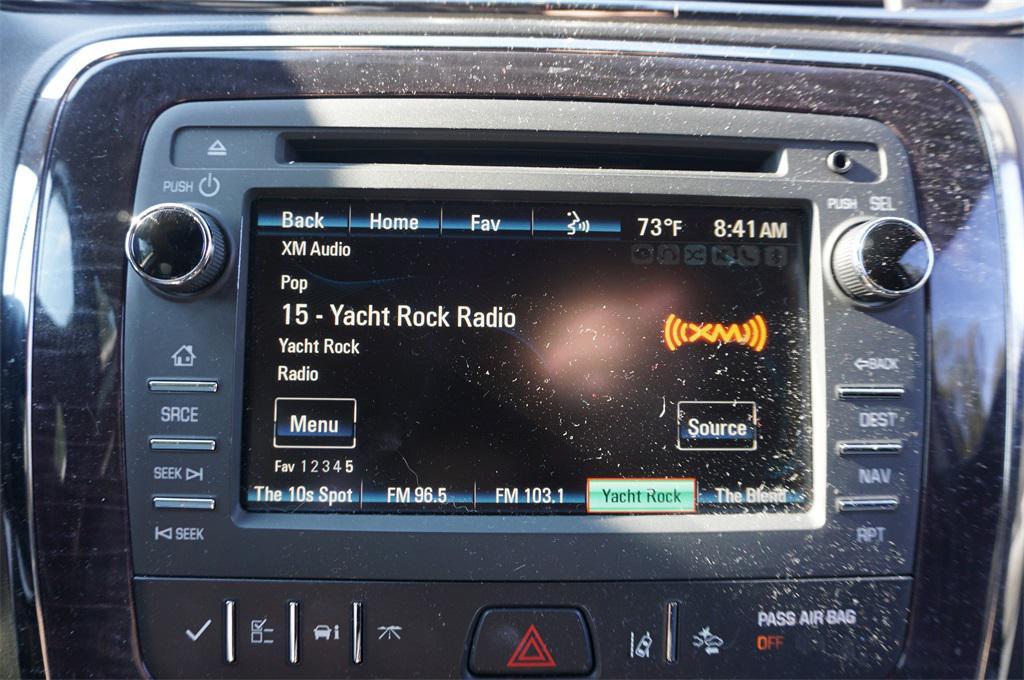 PUSH
PUSH SEL
Back Home Fav 73°F 8:41 AM
XM Audio
Pop
15 - Yacht Rock Radio
XM
Yacht Rock
Radio
SRCE
SEEK
SEEK
BACK
DEST
NAV
RPT
Menu Source
Fav 1 2 3 4 5
The 10s Spot FM 96.5 FM 103.1 Yacht Rock The Blend
PASS AIR BAG
OFF